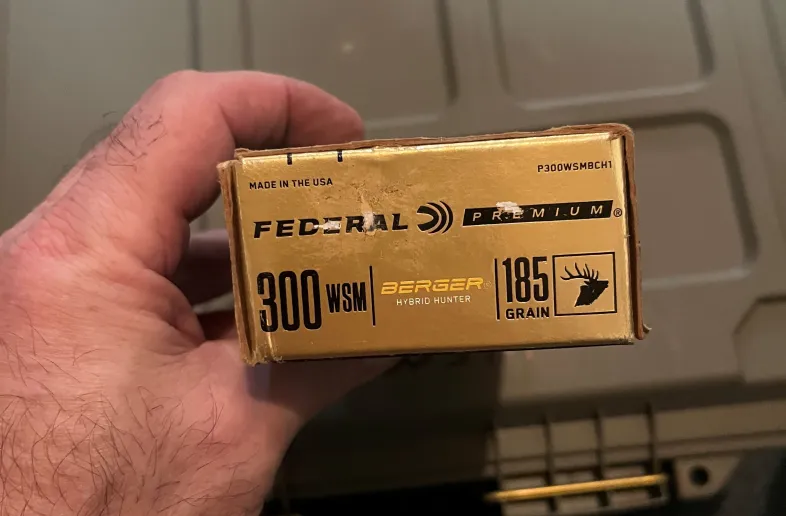 MADE IN THE USA
P300WSMBCH1
FEDERAL PREMIUM®
300 WSM
BERGER®
HYBRID HUNTER
185
GRAIN